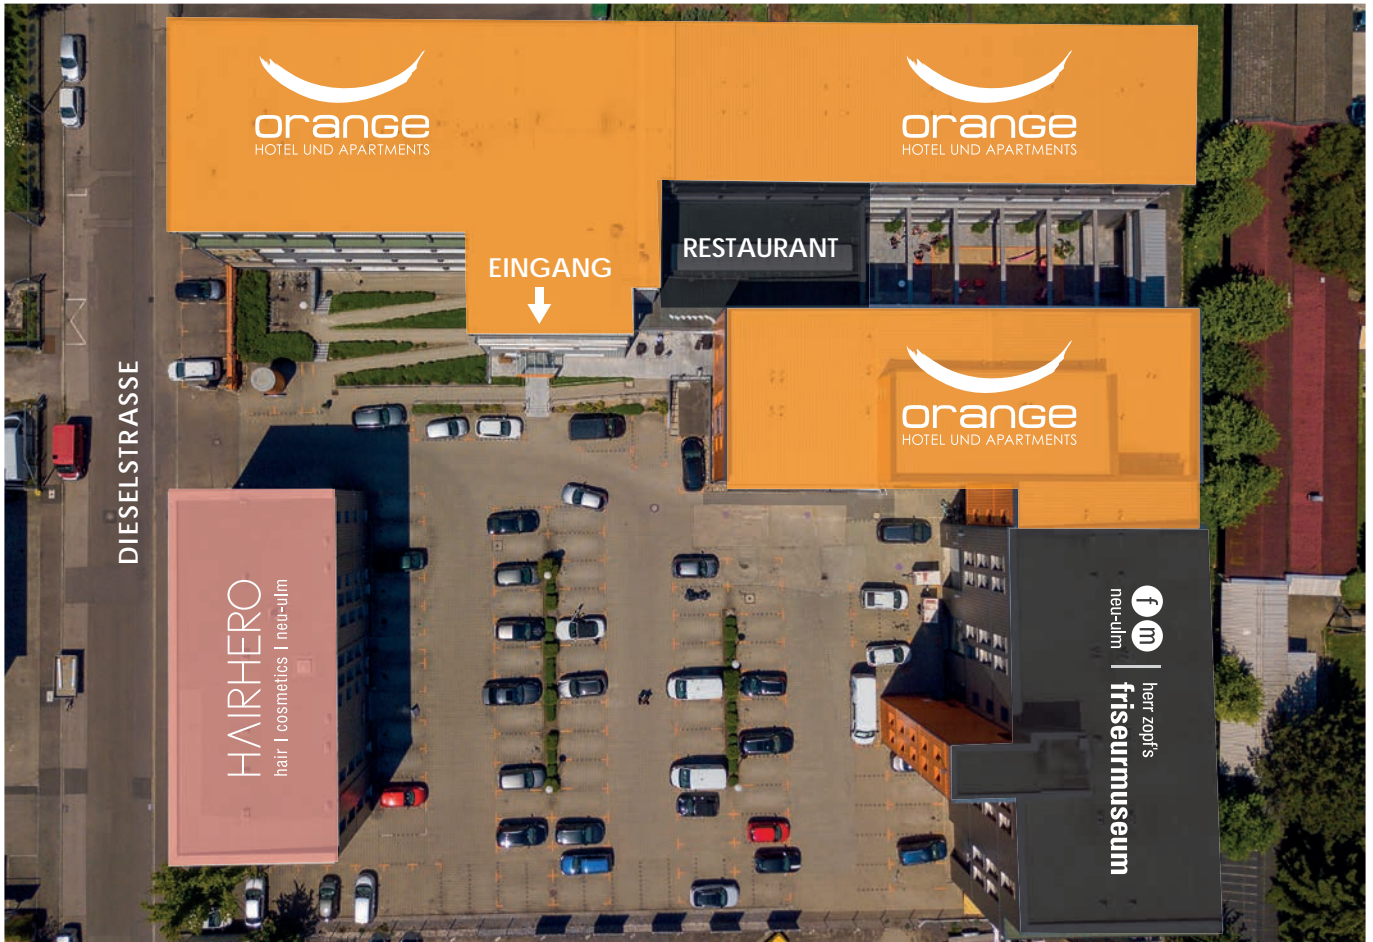 orange
HOTEL UND APARTMENTS
orange
HOTEL UND APARTMENTS
RESTAURANT
EINGANG
orange
HOTEL UND APARTMENTS
DIESELSTRASSE
HAIRHERO
hair | cosmetics | neu-ulm
f m
neu-ulm
herr zopf's
friseurmuseum